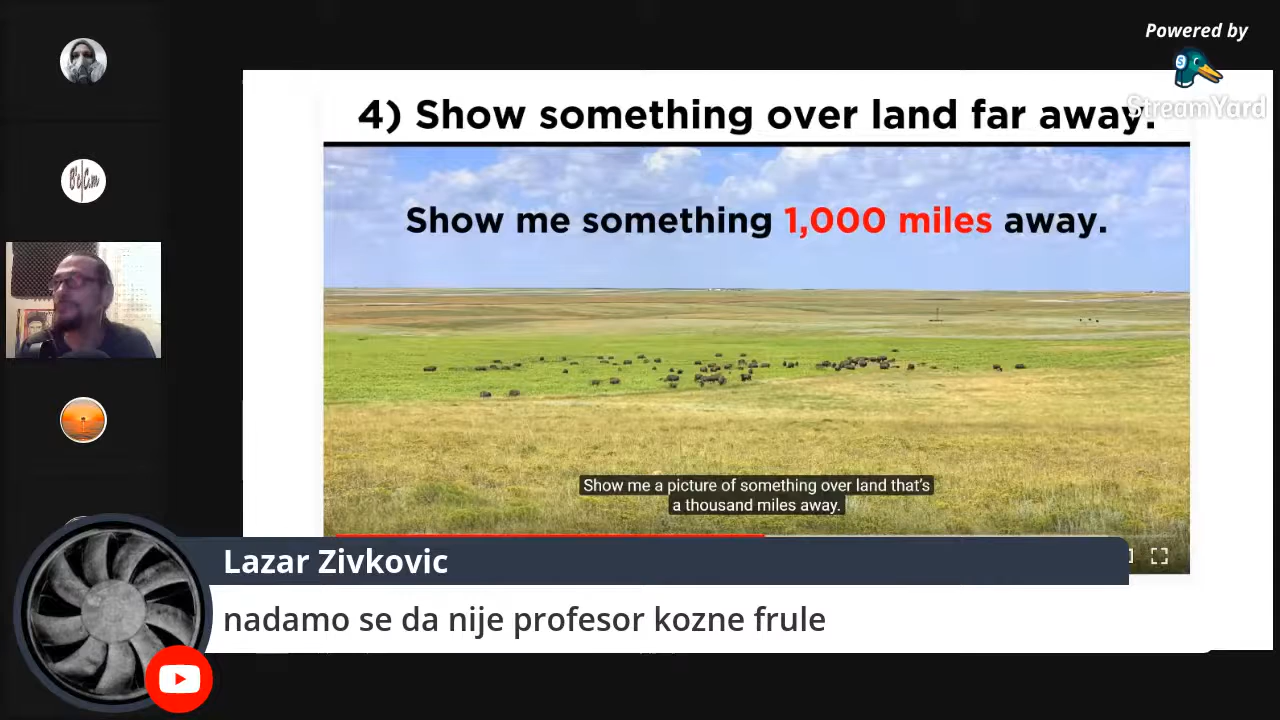 Powered by
StreamYard
4) Show something over land far away.
Show me something 1,000 miles away.
Show me a picture of something over land that's
a thousand miles away.
Lazar Zivkovic
nadamo se da nije profesor kozne frule